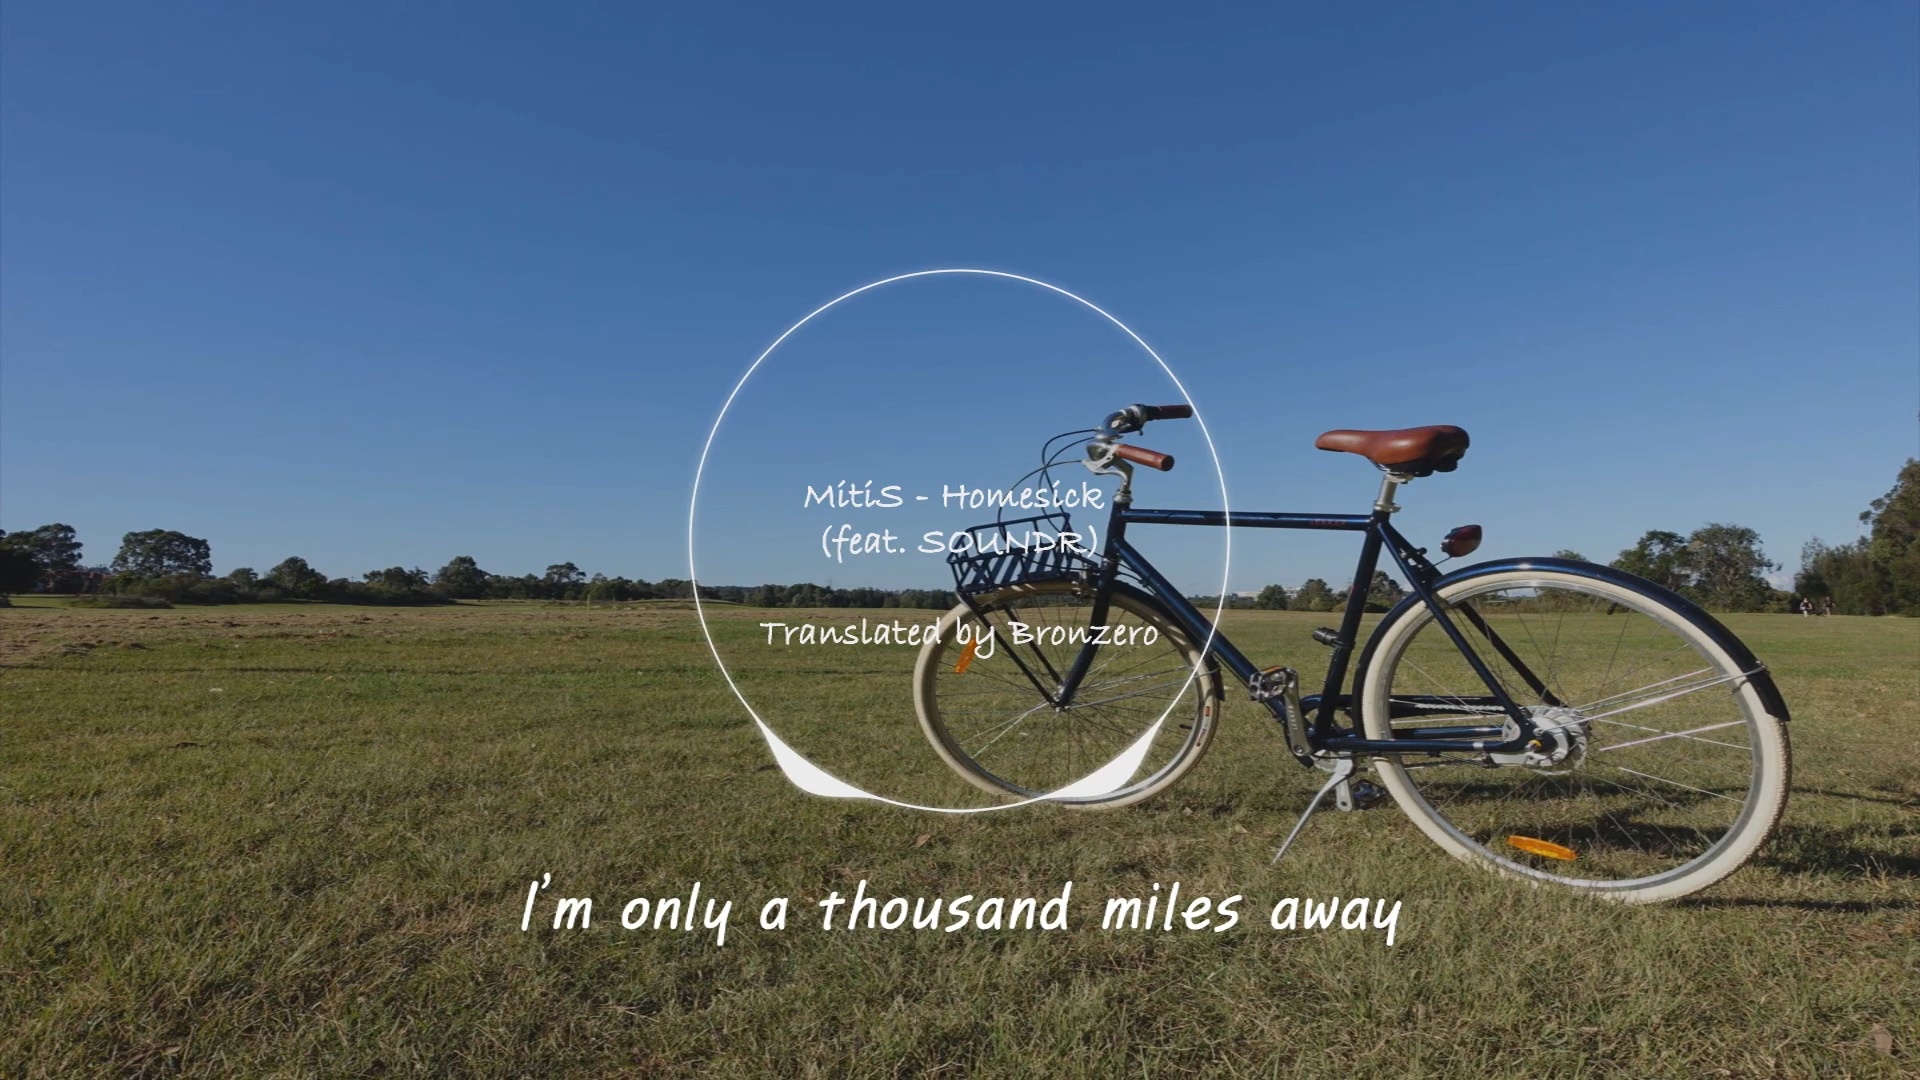 MitiS - Homesick
(feat. SOUNDR)
Translated by Bronzero
I'm only a thousand miles away